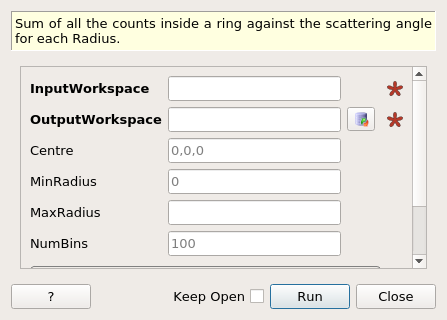 Sum of all the counts inside a ring against the scattering angle
for each Radius.
InputWorkspace
OutputWorkspace
Centre 0,0,0
MinRadius 0
MaxRadius
NumBins 100
? Keep Open Run Close